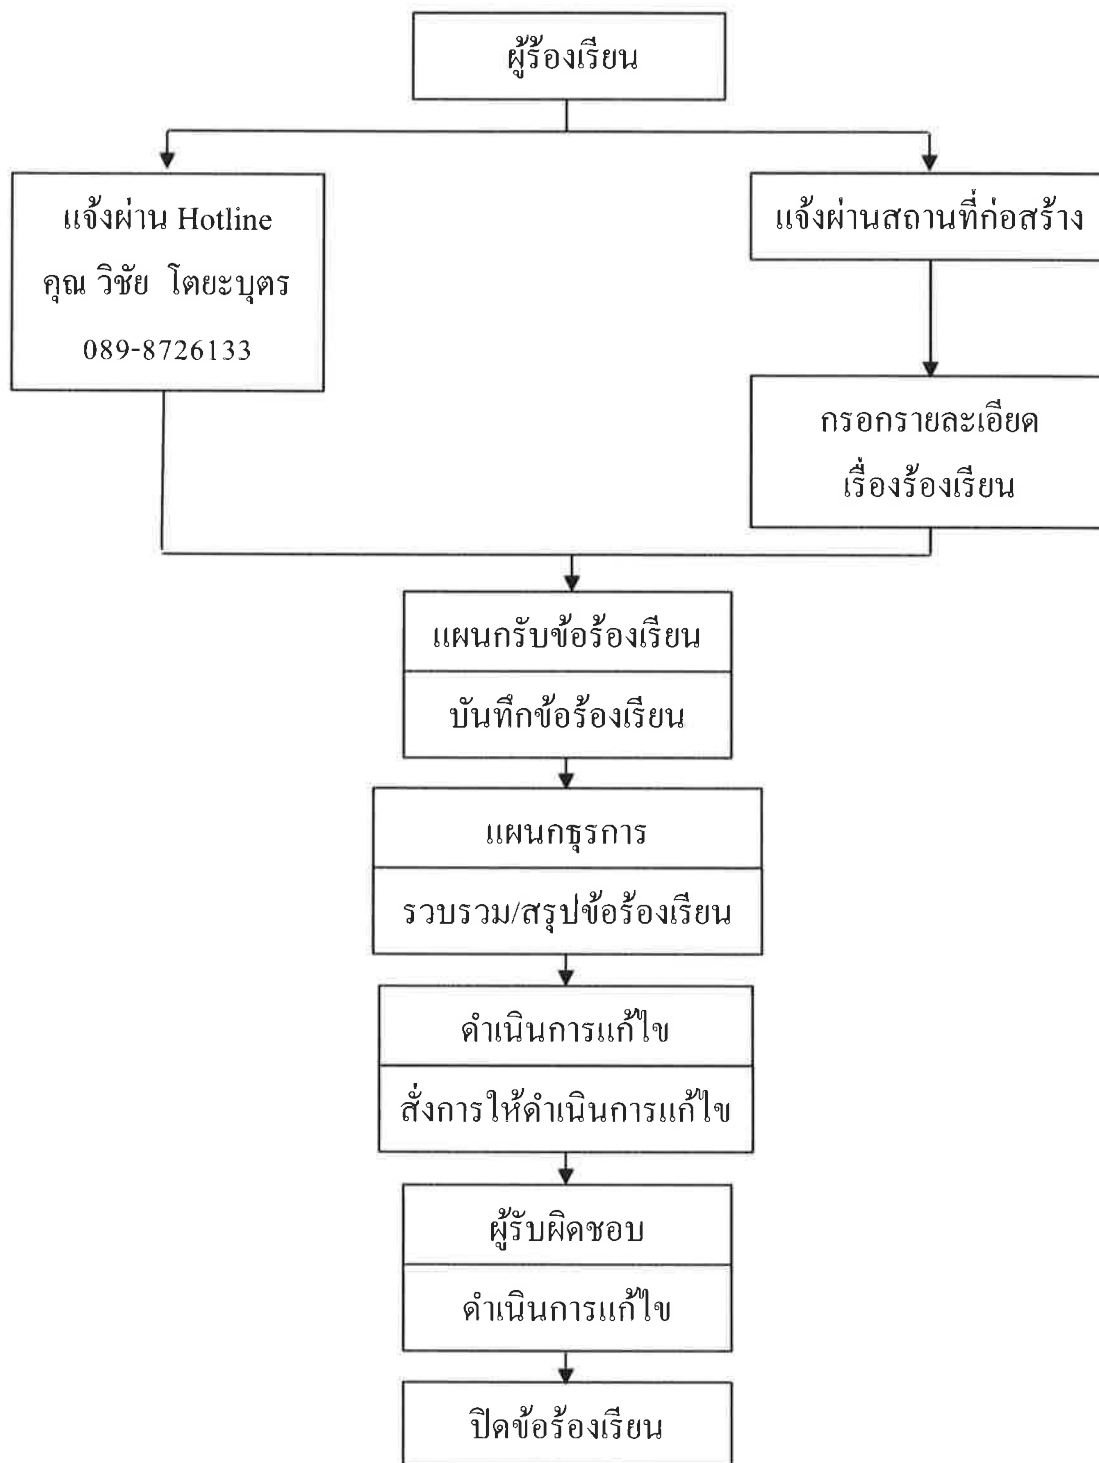 ผู้ร้องเรียน
แจ้งผ่าน Hotline
คุณ วิชัย โตยะบุตร
089-8726133
แจ้งผ่านสถานที่ก่อสร้าง
กรอกรายละเอียด
เรื่องร้องเรียน
แผนกรับข้อร้องเรียน
บันทึกข้อร้องเรียน
แผนกธุรการ
รวบรวม/สรุปข้อร้องเรียน
ดำเนินการแก้ไข
สั่งการให้ดำเนินการแก้ไข
ผู้รับผิดชอบ
ดำเนินการแก้ไข
ปิดข้อร้องเรียน